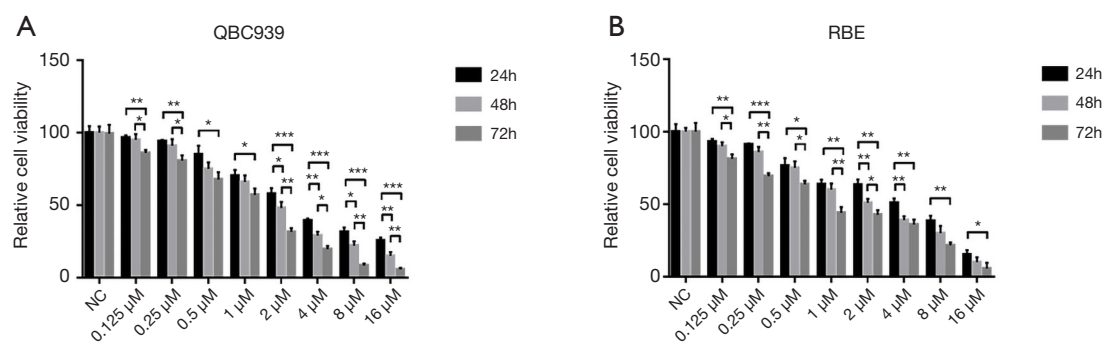 A
QBC939
150
100
50
0
Relative cell viability
** * ** * * * *** * ** *** ** * *** * ** *** ** **
NC 0.125 μM 0.25 μM 0.5 μM 1 μM 2 μM 4 μM 8 μM 16 μM
24h
48h
72h
B
RBE
150
100
50
0
Relative cell viability
** * *** ** * * ** ** ** ** * ** ** ** *
NC 0.125 μM 0.25 μM 0.5 μM 1 μM 2 μM 4 μM 8 μM 16 μM
24h
48h
72h